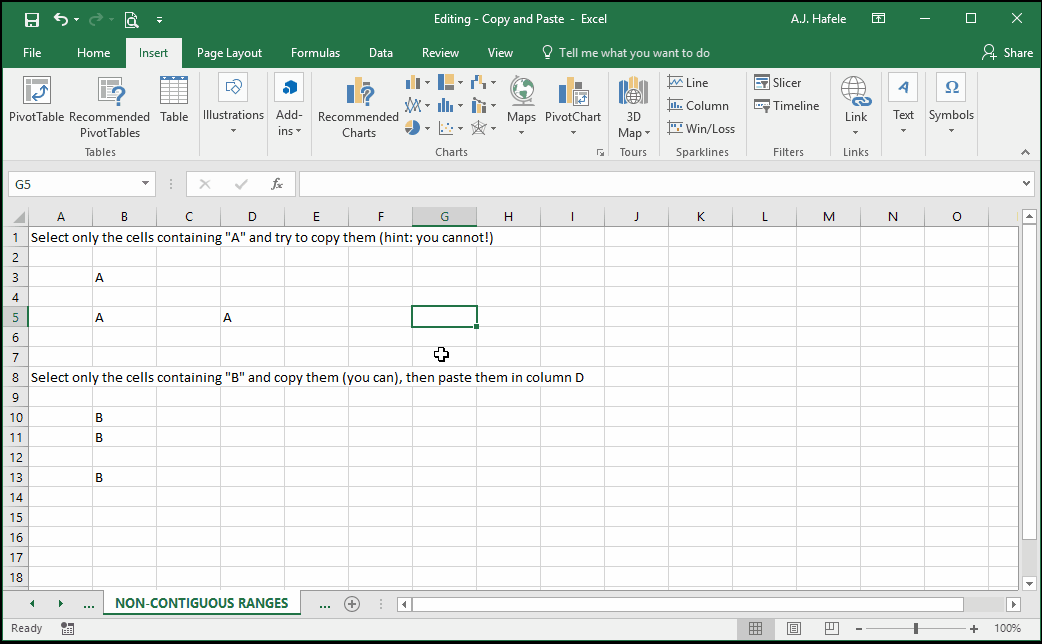 Editing - Copy and Paste - Excel
A.J. Hafele
File Home Insert Page Layout Formulas Data Review View Tell me what you want to do Share
PivotTable Recommended PivotTables Table
Tables
Illustrations
Add-ins
Recommended Charts
Maps PivotChart
Charts
3D Map
Tours
Line
Column
Win/Loss
Sparklines
Slicer
Timeline
Filters
Link
Links
Text
Symbols
G5
fx
A B C D E F G H I J K L M N O
1 Select only the cells containing "A" and try to copy them (hint: you cannot!)
2
3 A
4
5 A A
6
7
8 Select only the cells containing "B" and copy them (you can), then paste them in column D
9
10 B
11 B
12
13 B
14
15
16
17
18
... NON-CONTIGUOUS RANGES ...
Ready
100%